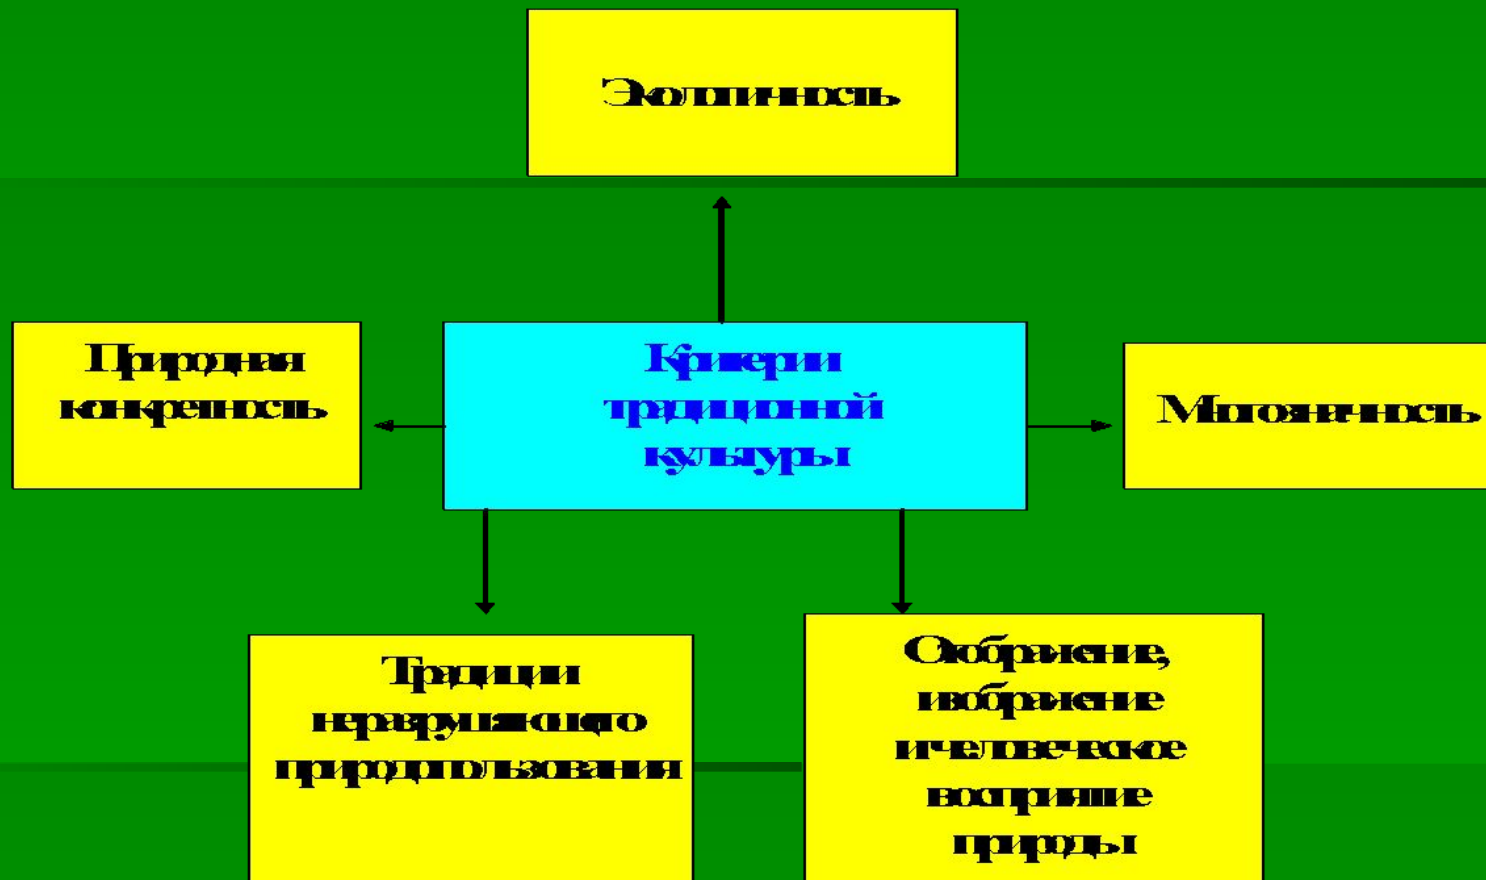 Экологичность
Природная
конкретность
Критерии
традиционной
культуры
Многозначность
Традиции
неразрушающего
природопользования
Отображение,
изображение
и человеческое
восприятие
природы